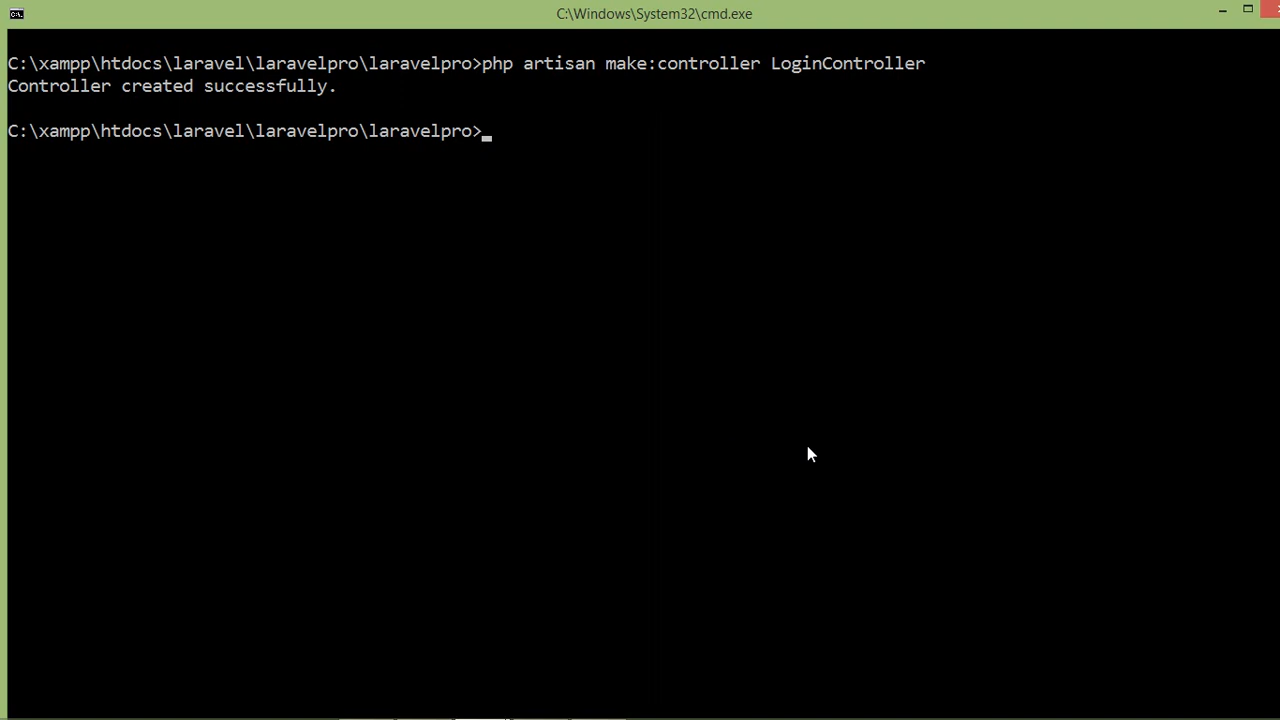 C:\Windows\System32\cmd.exe
C:\xampp\htdocs\laravel\laravelpro\laravelpro>php artisan make:controller LoginController
Controller created successfully.
C:\xampp\htdocs\laravel\laravelpro\laravelpro>